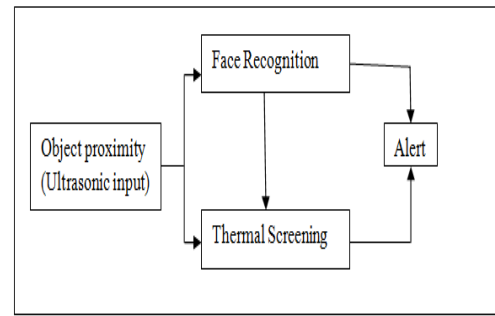 Face Recognition
Object proximity
(Ultrasonic input)
Alert
Thermal Screening